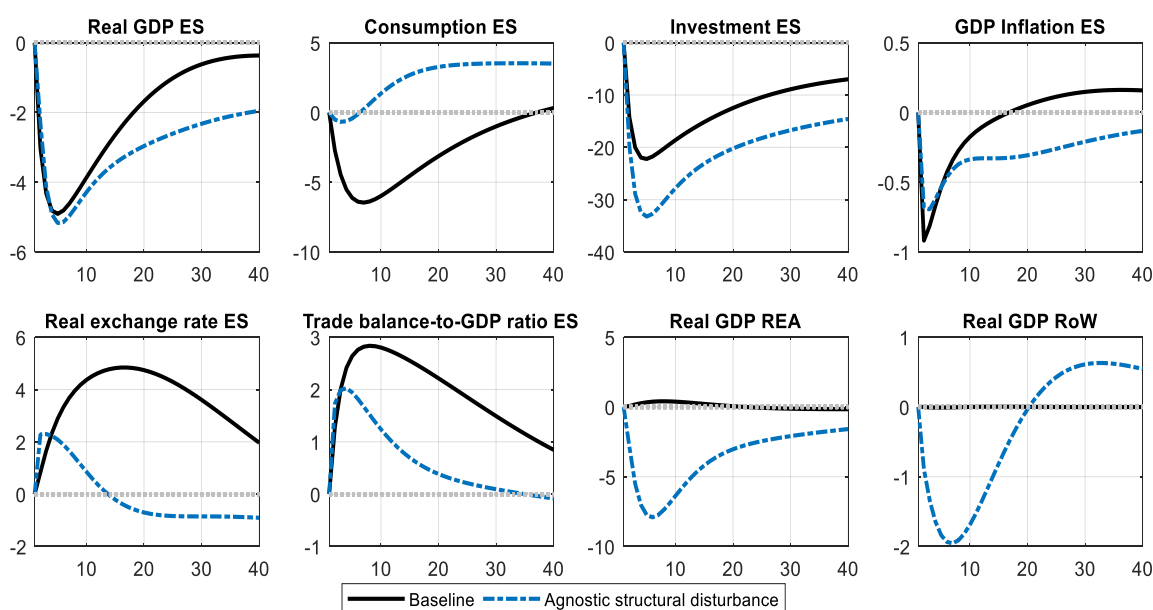 Real GDP ES
Consumption ES
Investment ES
GDP Inflation ES
0
-2
-4
-6
10 20 30 40
5
0
-5
-10
10 20 30 40
0
-10
-20
-30
-40
10 20 30 40
0.5
0
-0.5
-1
10 20 30 40
Real exchange rate ES
Trade balance-to-GDP ratio ES
Real GDP REA
Real GDP RoW
6
4
2
0
-2
10 20 30 40
3
2
1
0
-1
10 20 30 40
5
0
-5
-10
10 20 30 40
1
0
-1
-2
10 20 30 40
Baseline
Agnostic structural disturbance